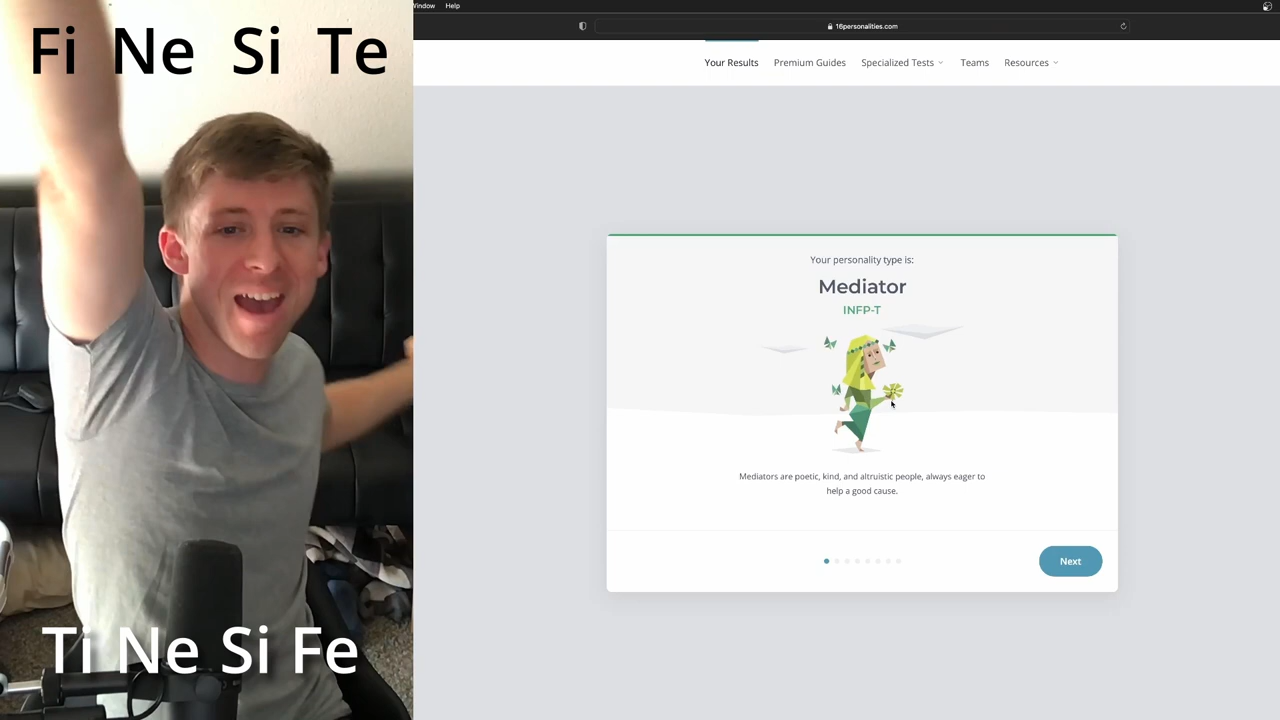 Fi Ne Si Te
Ti Ne Si Fe
Window Help
16personalities.com
Your Results Premium Guides Specialized Tests Teams Resources
Your personality type is:
Mediator
INFP-T
Mediators are poetic, kind, and altruistic people, always eager to
help a good cause.
Next